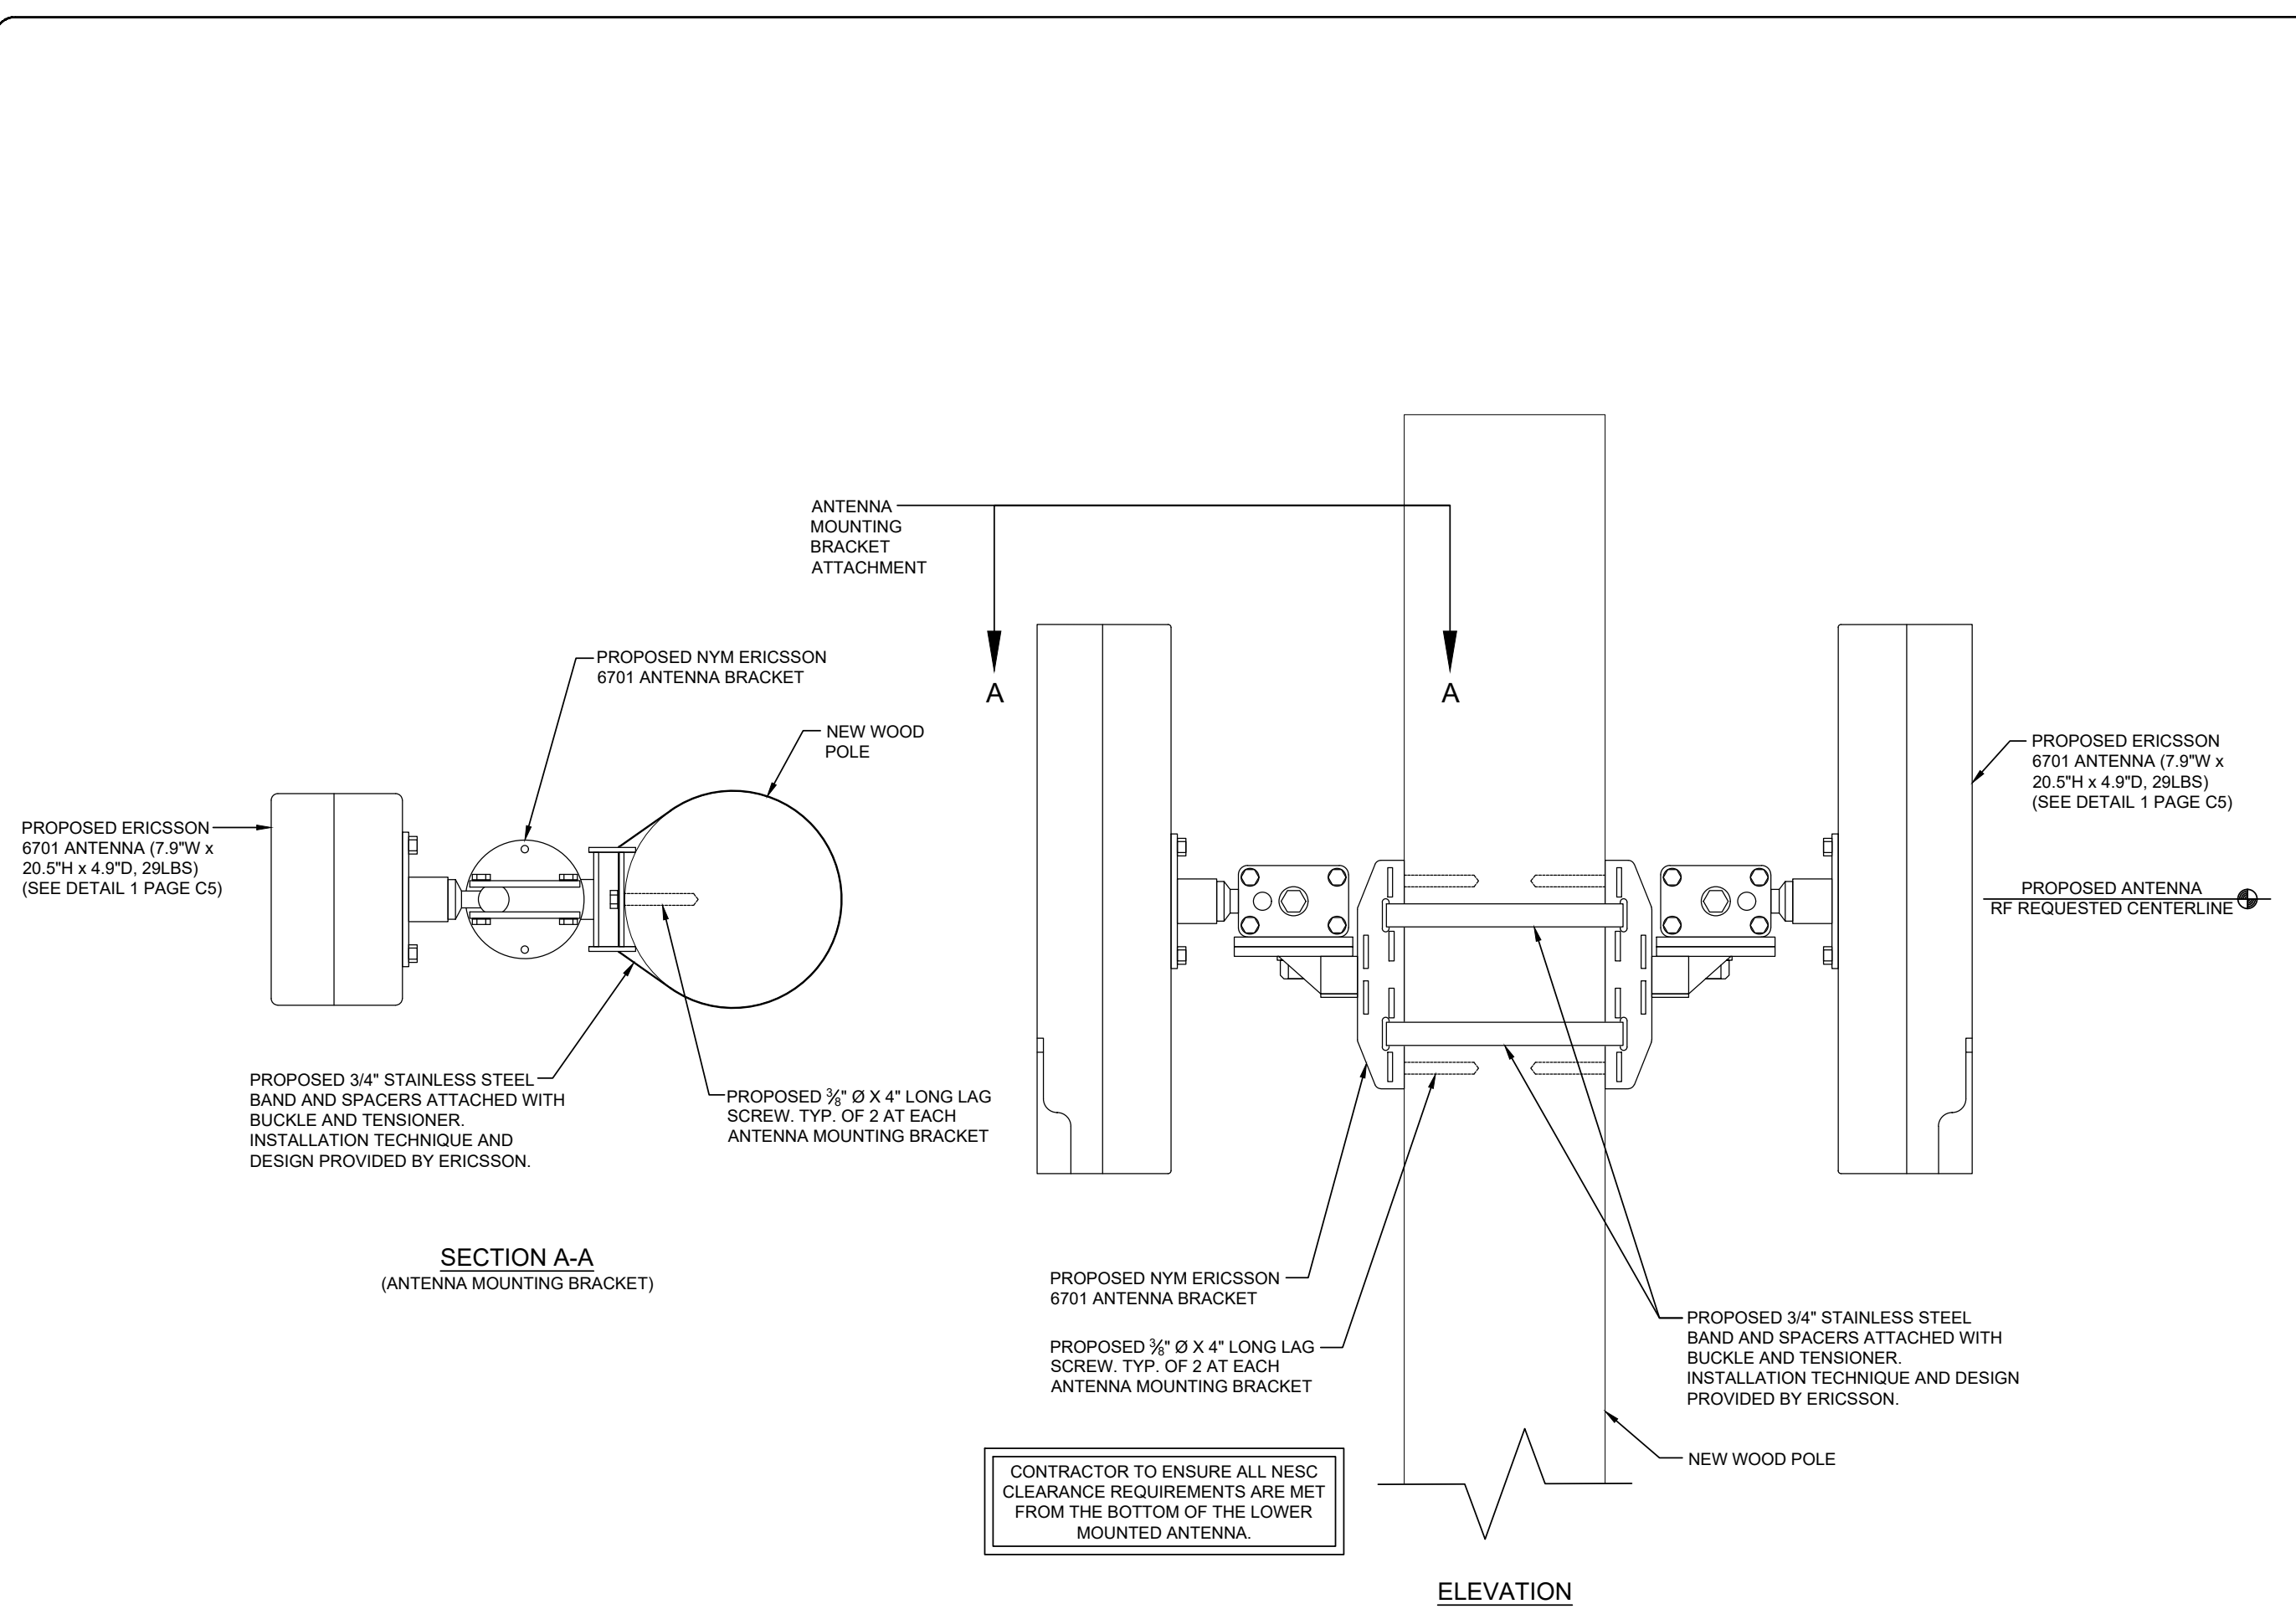 ANTENNA
MOUNTING
BRACKET
ATTACHMENT
A
A
PROPOSED NYM ERICSSON
6701 ANTENNA BRACKET
NEW WOOD
POLE
PROPOSED ERICSSON
6701 ANTENNA (7.9"W x
20.5"H x 4.9"D, 29LBS)
(SEE DETAIL 1 PAGE C5)
PROPOSED 3/4" STAINLESS STEEL
BAND AND SPACERS ATTACHED WITH
BUCKLE AND TENSIONER.
INSTALLATION TECHNIQUE AND
DESIGN PROVIDED BY ERICSSON.
PROPOSED ⅜" Ø X 4" LONG LAG
SCREW. TYP. OF 2 AT EACH
ANTENNA MOUNTING BRACKET
SECTION A-A
(ANTENNA MOUNTING BRACKET)
PROPOSED ERICSSON
6701 ANTENNA (7.9"W x
20.5"H x 4.9"D, 29LBS)
(SEE DETAIL 1 PAGE C5)
PROPOSED ANTENNA
RF REQUESTED CENTERLINE
PROPOSED NYM ERICSSON
6701 ANTENNA BRACKET
PROPOSED ⅜" Ø X 4" LONG LAG
SCREW. TYP. OF 2 AT EACH
ANTENNA MOUNTING BRACKET
PROPOSED 3/4" STAINLESS STEEL
BAND AND SPACERS ATTACHED WITH
BUCKLE AND TENSIONER.
INSTALLATION TECHNIQUE AND DESIGN
PROVIDED BY ERICSSON.
NEW WOOD POLE
CONTRACTOR TO ENSURE ALL NESC
CLEARANCE REQUIREMENTS ARE MET
FROM THE BOTTOM OF THE LOWER
MOUNTED ANTENNA.
ELEVATION